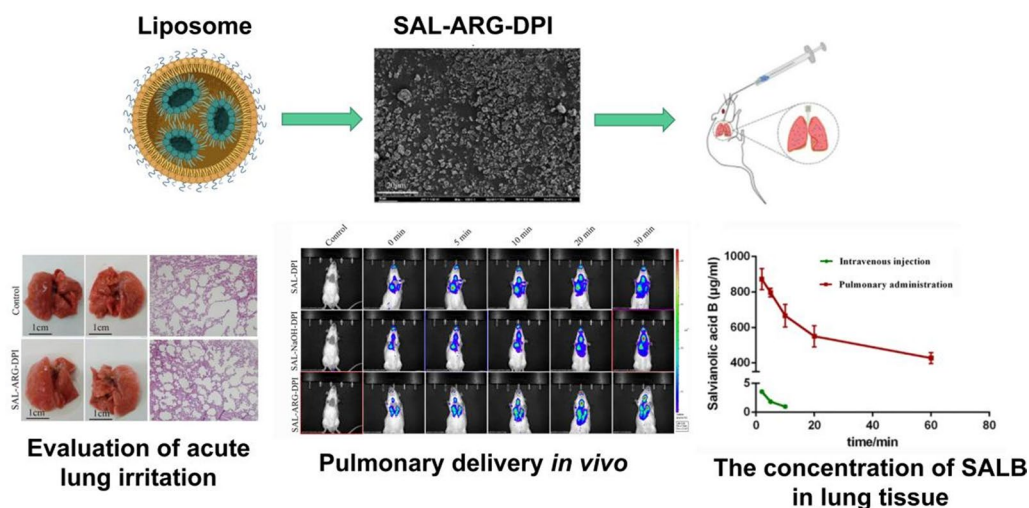 Liposome
SAL-ARG-DPI
Control
0 min
5 min
10 min
20 min
30 min
SAL-DPI
SAL-NaOH-DPI
SAL-ARG-DPI
Control
1cm
1cm
SAL-ARG-DPI
1cm
1cm
Evaluation of acute
lung irritation
Pulmonary delivery in vivo
Salvianolic acid B (μg/ml)
1000
800
600
400
5
0
0
20
40
60
80
time/min
Intravenous injection
Pulmonary administration
The concentration of SALB
in lung tissue